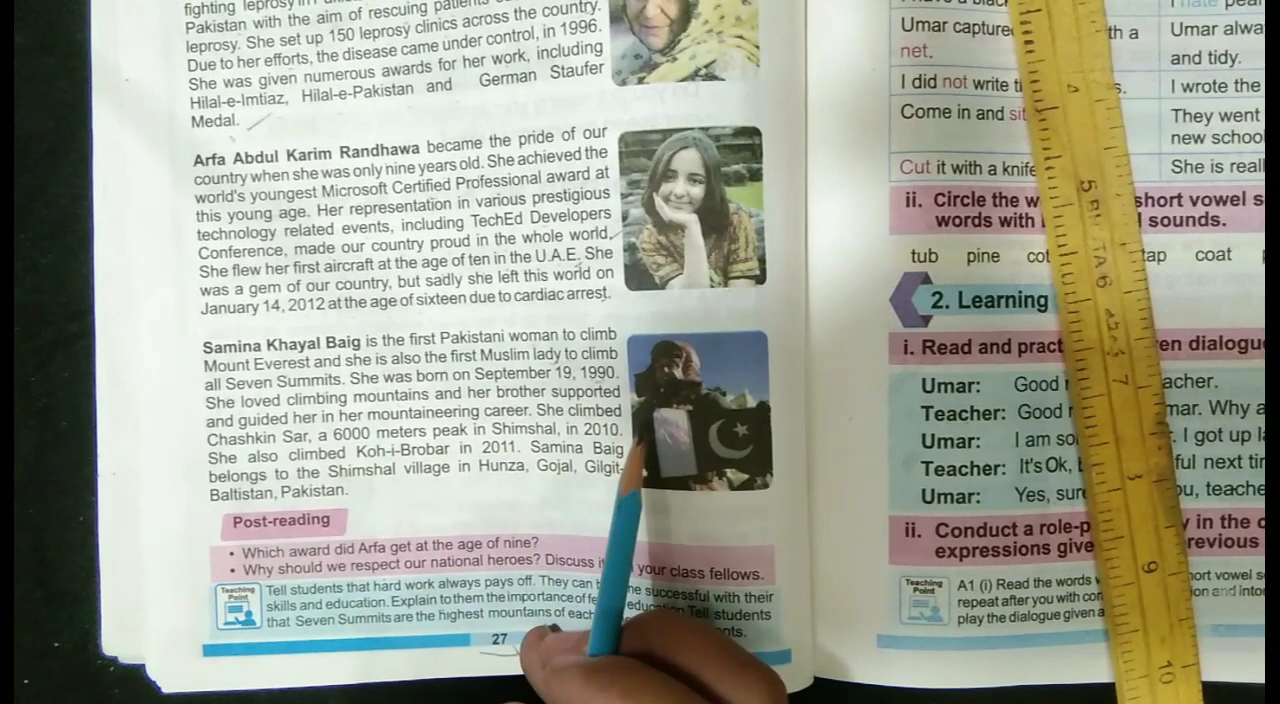 fighting leprosy in
Pakistan with the aim of rescuing patients
leprosy. She set up 150 leprosy clinics across the country.
Due to her efforts, the disease came under control, in 1996.
She was given numerous awards for her work, including
Hilal-e-Imtiaz, Hilal-e-Pakistan and German Staufer
Medal.
Arfa Abdul Karim Randhawa became the pride of our
country when she was only nine years old. She achieved the
world's youngest Microsoft Certified Professional award at
this young age. Her representation in various prestigious
technology related events, including TechEd Developers
Conference, made our country proud in the whole world.
She flew her first aircraft at the age of ten in the U.A.E. She
was a gem of our country, but sadly she left this world on
January 14, 2012 at the age of sixteen due to cardiac arrest.
Samina Khayal Baig is the first Pakistani woman to climb
Mount Everest and she is also the first Muslim lady to climb
all Seven Summits. She was born on September 19, 1990.
She loved climbing mountains and her brother supported
and guided her in her mountaineering career. She climbed
Chashkin Sar, a 6000 meters peak in Shimshal, in 2010.
She also climbed Koh-i-Brobar in 2011. Samina Baig
belongs to the Shimshal village in Hunza, Gojal, Gilgit-
Baltistan, Pakistan.
Post-reading
• Which award did Arfa get at the age of nine?
• Why should we respect our national heroes? Discuss your class fellows.
Teaching Point
Tell students that hard work always pays off. They can successful with their
skills and education. Explain to them the importance of education Tell students
that Seven Summits are the highest mountains of each
27
Umar capture th a
net.
Umar alwa
and tidy.
I did not write
I wrote the
Come in and sit
They went
new schoo
Cut it with a knife
She is reall
ii. Circle the short vowel
words with sounds.
tub pine cot tap coat
2. Learning
i. Read and pract dialogu
Umar: Good acher.
Teacher: Good mar. Why a
Umar: I am so I got up
Teacher: It's Ok, ful next
Umar: Yes, sure teache
ii. Conduct a role-p in the
expressions give revious
Teaching Point
A1 (i) Read the words short vowel
repeat after you with
play the dialogue given
4
5
6
7
9
10